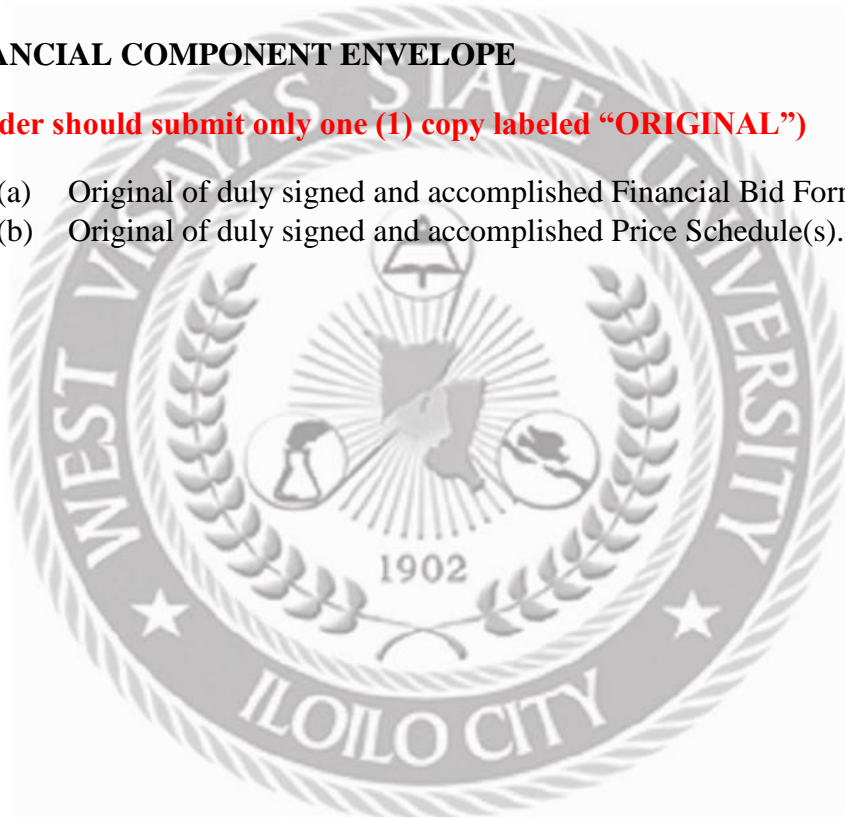 ANCIAL COMPONENT ENVELOPE
der should submit only one (1) copy labeled “ORIGINAL”)
(a) Original of duly signed and accomplished Financial Bid Form
(b) Original of duly signed and accomplished Price Schedule(s).
WEST VISAYAS STATE UNIVERSITY
1902
ILOILO CITY